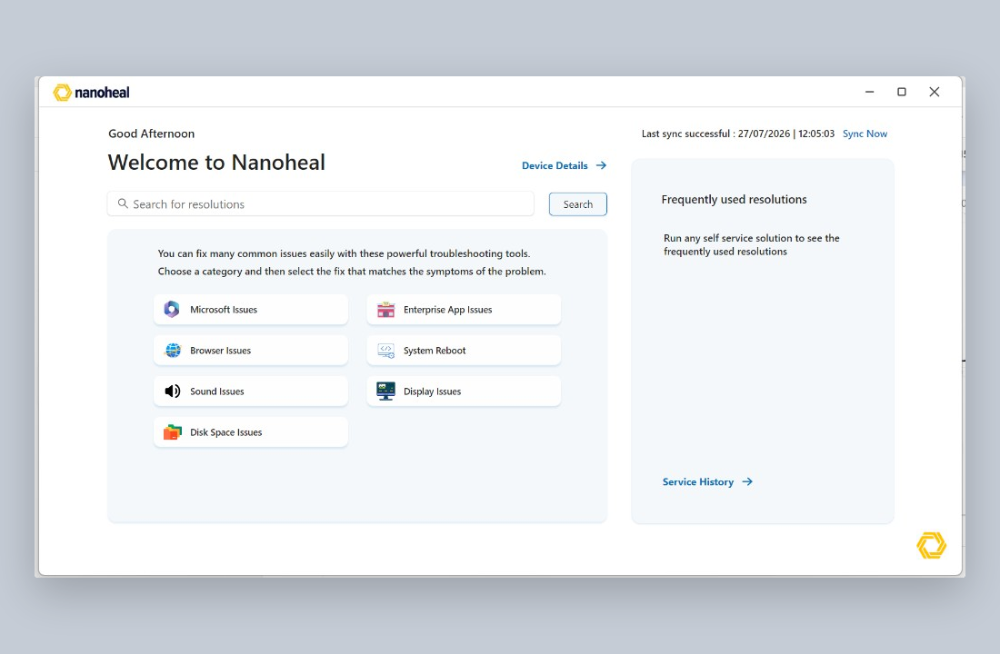 nanoheal
Good Afternoon
Last sync successful : 27/07/2026 | 12:05:03 Sync Now
Welcome to Nanoheal
Device Details
Search for resolutions
Search
You can fix many common issues easily with these powerful troubleshooting tools.
Choose a category and then select the fix that matches the symptoms of the problem.
Microsoft Issues
Enterprise App Issues
Browser Issues
System Reboot
Sound Issues
Display Issues
Disk Space Issues
Frequently used resolutions
Run any self service solution to see the
frequently used resolutions
Service History